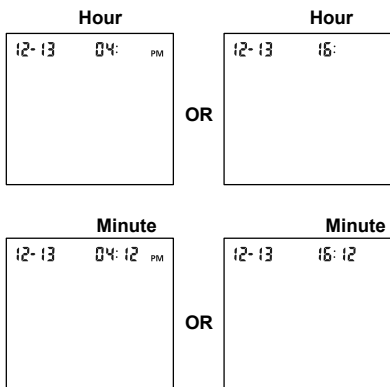 Hour Hour
12-13 04: PM 12-13 16:
OR
Minute Minute
12-13 04:12 PM 12-13 16:12
OR